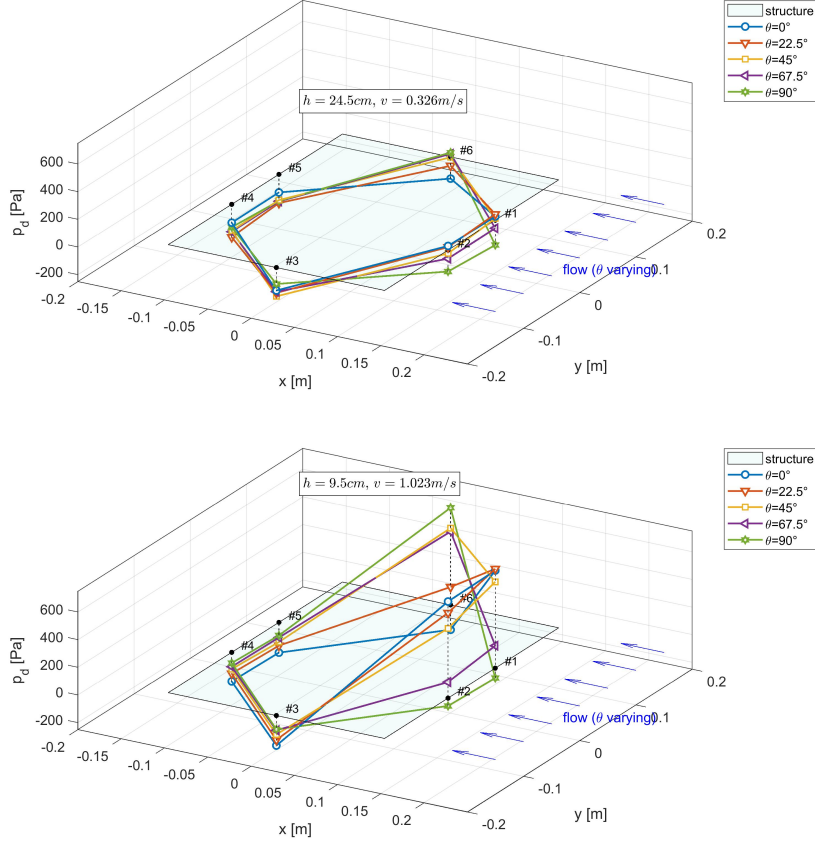 structure
θ=0°
θ=22.5°
θ=45°
θ=67.5°
θ=90°
h = 24.5cm, v = 0.326m/s
#6
#5
#4
#1
#2
#3
600
400
200
0
-200
p_d [Pa]
flow (θ varying)
-0.2
-0.15
-0.1
-0.05
0
0.05
0.1
0.15
0.2
x [m]
0.2
0.1
0
-0.1
-0.2
y [m]
structure
θ=0°
θ=22.5°
θ=45°
θ=67.5°
θ=90°
h = 9.5cm, v = 1.023m/s
#6
#5
#4
#1
#2
#3
600
400
200
0
-200
p_d [Pa]
flow (θ varying)
-0.2
-0.15
-0.1
-0.05
0
0.05
0.1
0.15
0.2
x [m]
0.2
0.1
0
-0.1
-0.2
y [m]